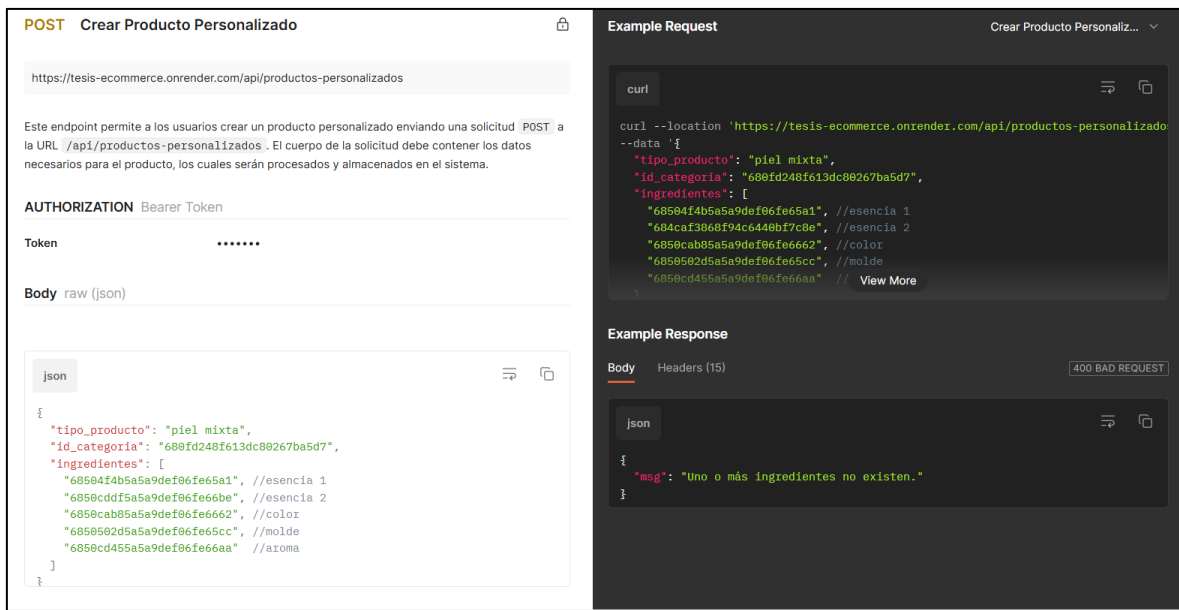 POST Crear Producto Personalizado
https://tesis-ecommerce.onrender.com/api/productos-personalizados
Este endpoint permite a los usuarios crear un producto personalizado enviando una solicitud POST a
la URL /api/productos-personalizados . El cuerpo de la solicitud debe contener los datos
necesarios para el producto, los cuales serán procesados y almacenados en el sistema.
AUTHORIZATION Bearer Token
Token •••••••
Body raw (json)
json
{
"tipo_producto": "piel mixta",
"id_categoria": "680fd248f613dc80267ba5d7",
"ingredientes": [
"68504f4b5a5a9def06fe65a1", //esencia 1
"6850cddf5a5a9def06fe66be", //esencia 2
"6850cab85a5a9def06fe6662", //color
"6850502d5a5a9def06fe65cc", //molde
"6850cd455a5a9def06fe66aa" //aroma
]
}
Example Request
Crear Producto Personaliz...
curl
curl --location 'https://tesis-ecommerce.onrender.com/api/productos-personalizado
--data '{
"tipo_producto": "piel mixta",
"id_categoria": "680fd248f613dc80267ba5d7",
"ingredientes": [
"68504f4b5a5a9def06fe65a1", //esencia 1
"684caf3868f94c6440bf7c8e", //esencia 2
"6850cab85a5a9def06fe6662", //color
"6850502d5a5a9def06fe65cc", //molde
"6850cd455a5a9def06fe66aa" //
View More
]
Example Response
Body Headers (15)
400 BAD REQUEST
json
{
"msg": "Uno o más ingredientes no existen."
}